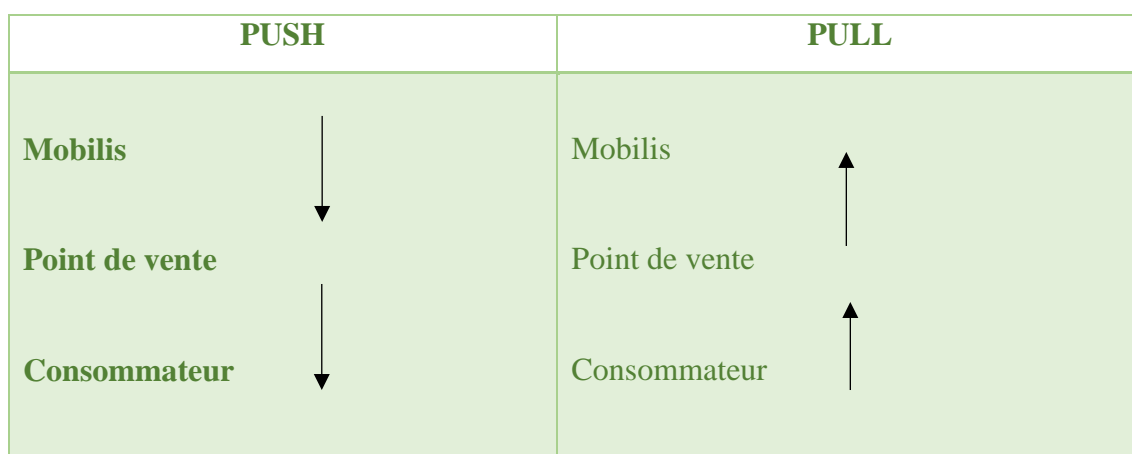 PUSH
PULL
Mobilis
Mobilis
Point de vente
Point de vente
Consommateur
Consommateur